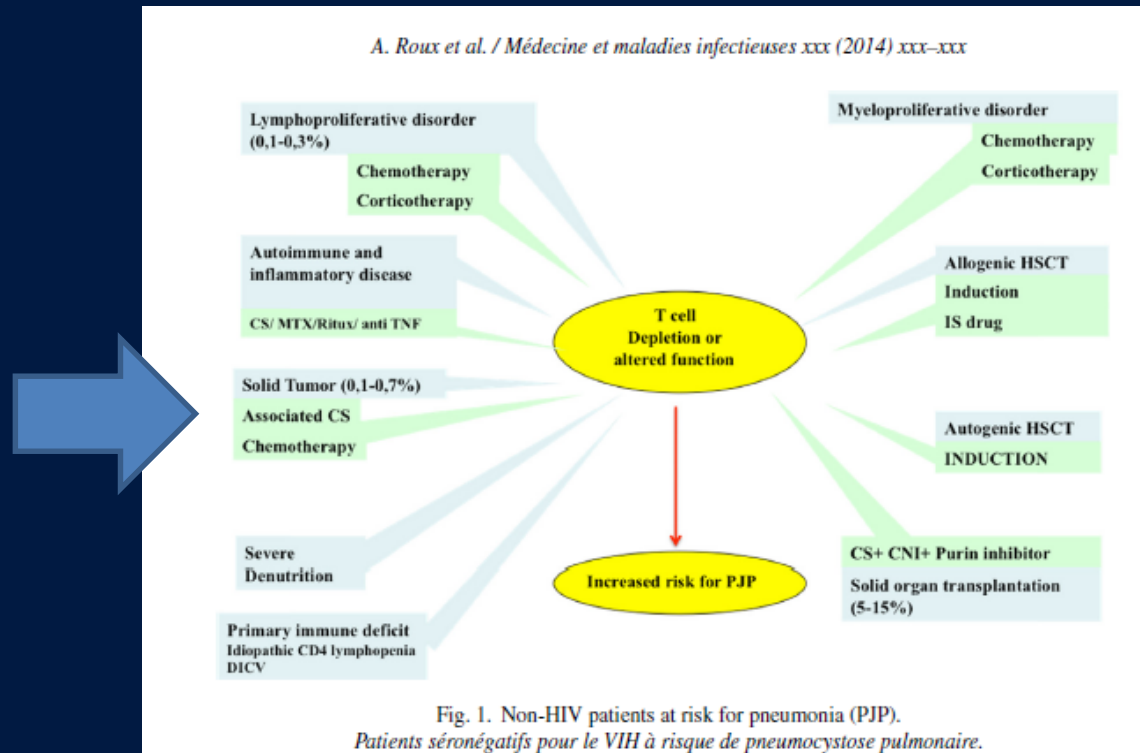 A. Roux et al. / Médecine et maladies infectieuses xxx (2014) xxx–xxx
Lymphoproliferative disorder
(0,1-0,3%)
Chemotherapy
Corticotherapy
Autoimmune and
inflammatory disease
CS/ MTX/Ritux/ anti TNF
Solid Tumor (0,1-0,7%)
Associated CS
Chemotherapy
Severe
Denutrition
Primary immune deficit
Idiopathic CD4 lymphopenia
DICV
T cell
Depletion or
altered function
Increased risk for PJP
Myeloproliferative disorder
Chemotherapy
Corticotherapy
Allogenic HSCT
Induction
IS drug
Autogenic HSCT
INDUCTION
CS+ CNI+ Purin inhibitor
Solid organ transplantation
(5-15%)
Fig. 1. Non-HIV patients at risk for pneumonia (PJP).
Patients séronégatifs pour le VIH à risque de pneumocystose pulmonaire.